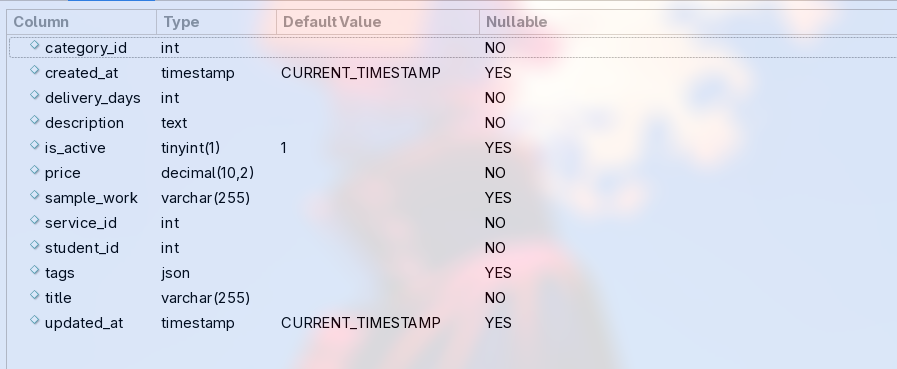 Column Type Default Value Nullable
category_id int NO
created_at timestamp CURRENT_TIMESTAMP YES
delivery_days int NO
description text NO
is_active tinyint(1) 1 YES
price decimal(10,2) NO
sample_work varchar(255) YES
service_id int NO
student_id int NO
tags json YES
title varchar(255) NO
updated_at timestamp CURRENT_TIMESTAMP YES